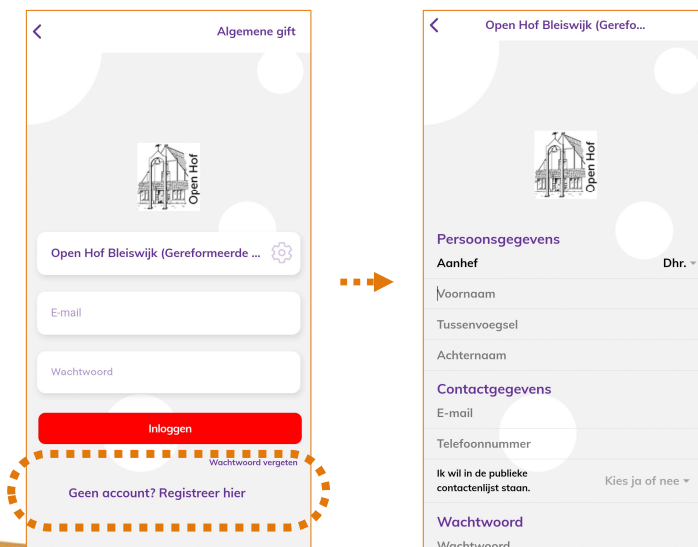 Algemene gift
Open Hof
Open Hof Bleiswijk (Gereformeerde ...
E-mail
Wachtwoord
Inloggen
Wachtwoord vergeten
Geen account? Registreer hier
Open Hof Bleiswijk (Gerefo...
Open Hof
Persoonsgegevens
Aanhef Dhr.
Voornaam
Tussenvoegsel
Achternaam
Contactgegevens
E-mail
Telefoonnummer
Ik wil in de publieke
contactenlijst staan. Kies ja of nee
Wachtwoord
Wachtwoord